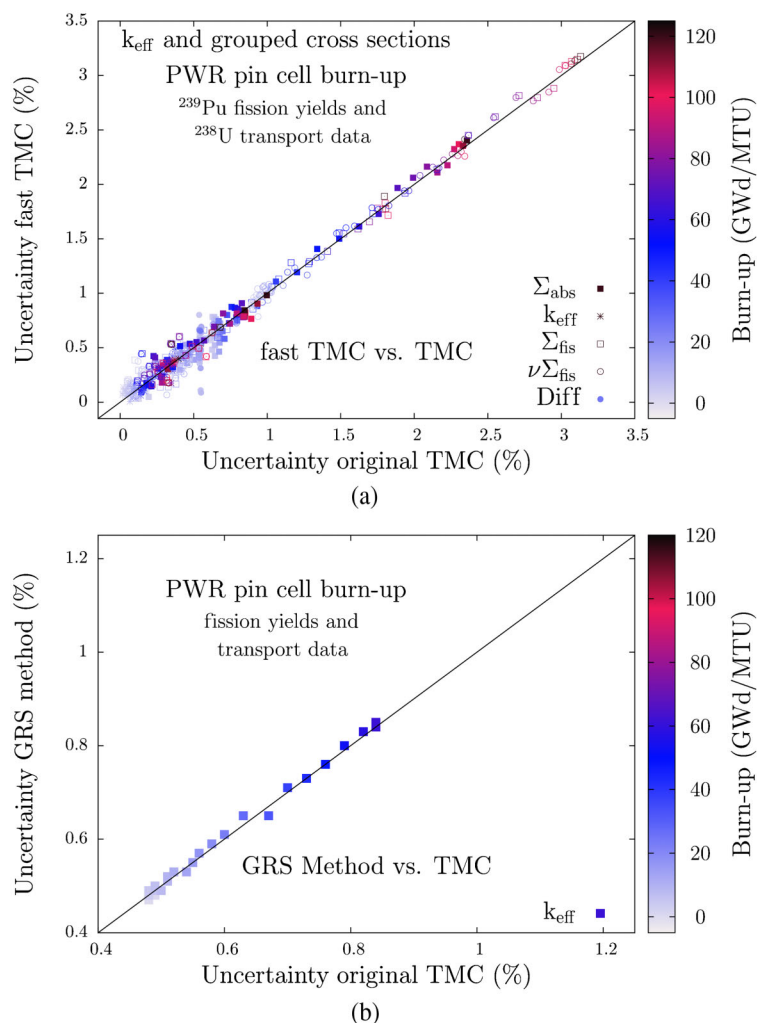 3.5
3
2.5
2
1.5
1
0.5
0
Uncertainty fast TMC (%)
k_eff and grouped cross sections
PWR pin cell burn-up
²³⁹Pu fission yields and
²³⁸U transport data
Σ_abs
k_eff
Σ_fis
νΣ_fis
Diff
fast TMC vs. TMC
0 0.5 1 1.5 2 2.5 3 3.5
Uncertainty original TMC (%)
120
100
80
60
40
20
0
Burn-up (GWd/MTU)
(a)
1.2
1
0.8
0.6
0.4
Uncertainty GRS method (%)
PWR pin cell burn-up
fission yields and
transport data
GRS Method vs. TMC
k_eff
0.4 0.6 0.8 1 1.2
Uncertainty original TMC (%)
120
100
80
60
40
20
0
Burn-up (GWd/MTU)
(b)